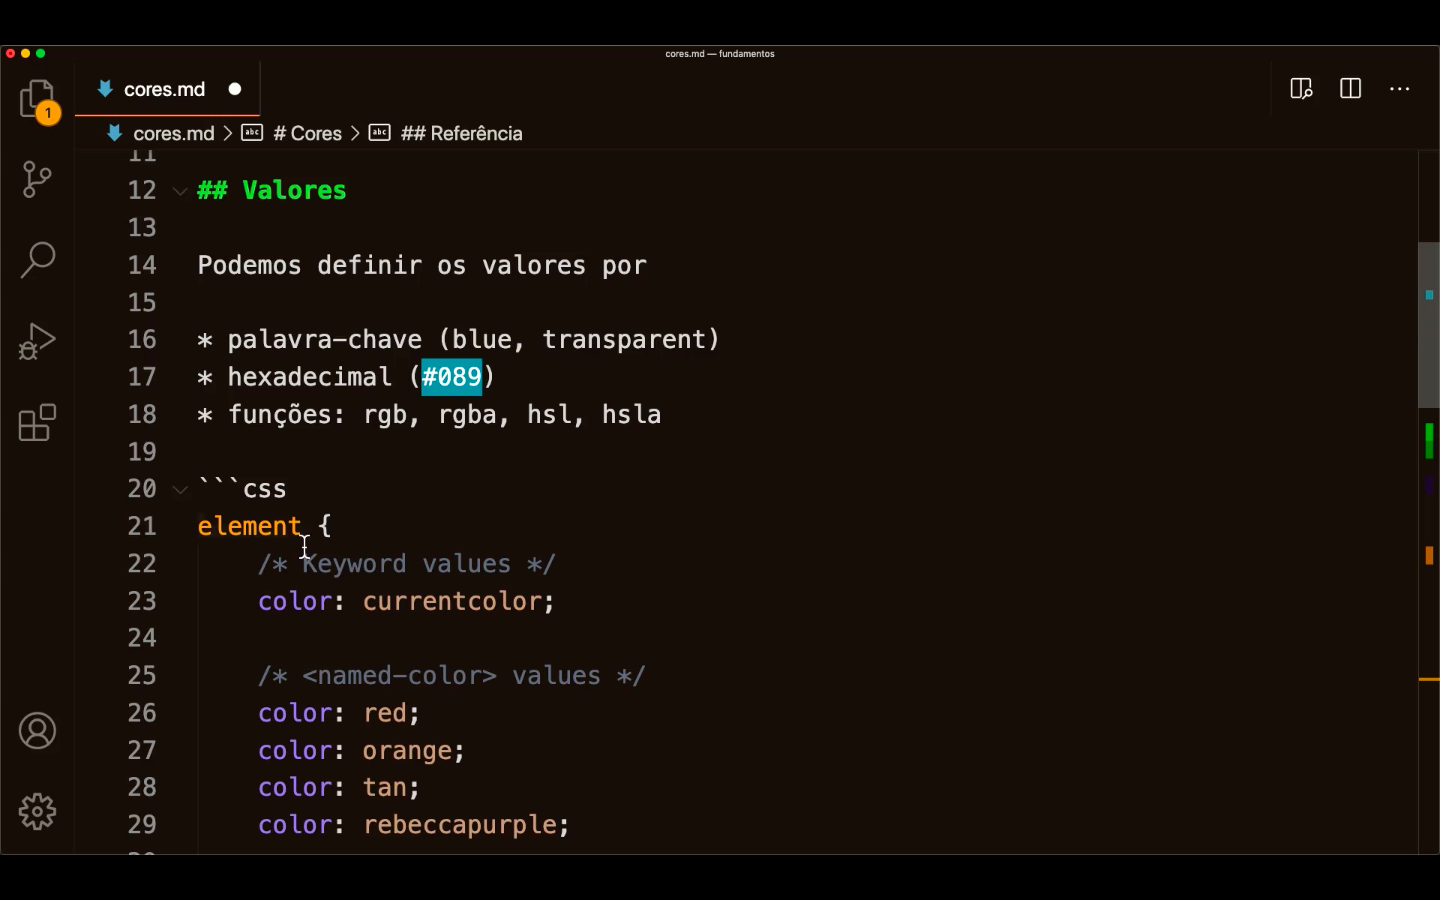 cores.md — fundamentos
cores.md
1
cores.md > # Cores > ## Referência
11
12 ## Valores
13
14 Podemos definir os valores por
15
16 * palavra-chave (blue, transparent)
17 * hexadecimal (#089)
18 * funções: rgb, rgba, hsl, hsla
19
20 ```css
21 element {
22 /* Keyword values */
23 color: currentcolor;
24
25 /* <named-color> values */
26 color: red;
27 color: orange;
28 color: tan;
29 color: rebeccapurple;